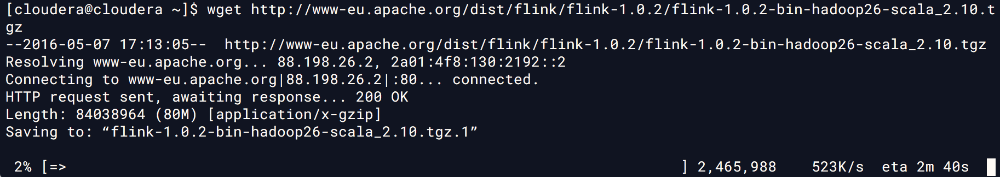 [cloudera@cloudera ~]$ wget http://www-eu.apache.org/dist/flink/flink-1.0.2/flink-1.0.2-bin-hadoop26-scala_2.10.t
gz
--2016-05-07 17:13:05--  http://www-eu.apache.org/dist/flink/flink-1.0.2/flink-1.0.2-bin-hadoop26-scala_2.10.tgz
Resolving www-eu.apache.org... 88.198.26.2, 2a01:4f8:130:2192::2
Connecting to www-eu.apache.org|88.198.26.2|:80... connected.
HTTP request sent, awaiting response... 200 OK
Length: 84038964 (80M) [application/x-gzip]
Saving to: “flink-1.0.2-bin-hadoop26-scala_2.10.tgz.1”
2% [=> ] 2,465,988 523K/s eta 2m 40s